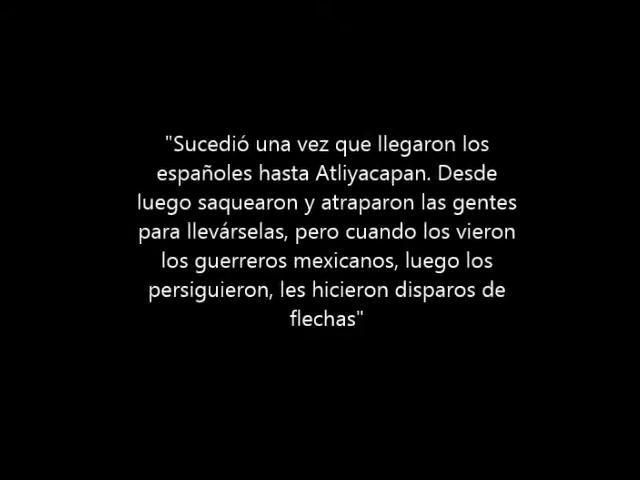 "Sucedió una vez que llegaron los
españoles hasta Atliyacapan. Desde
luego saquearon y atraparon las gentes
para llevárselas, pero cuando los vieron
los guerreros mexicanos, luego los
persiguieron, les hicieron disparos de
flechas"